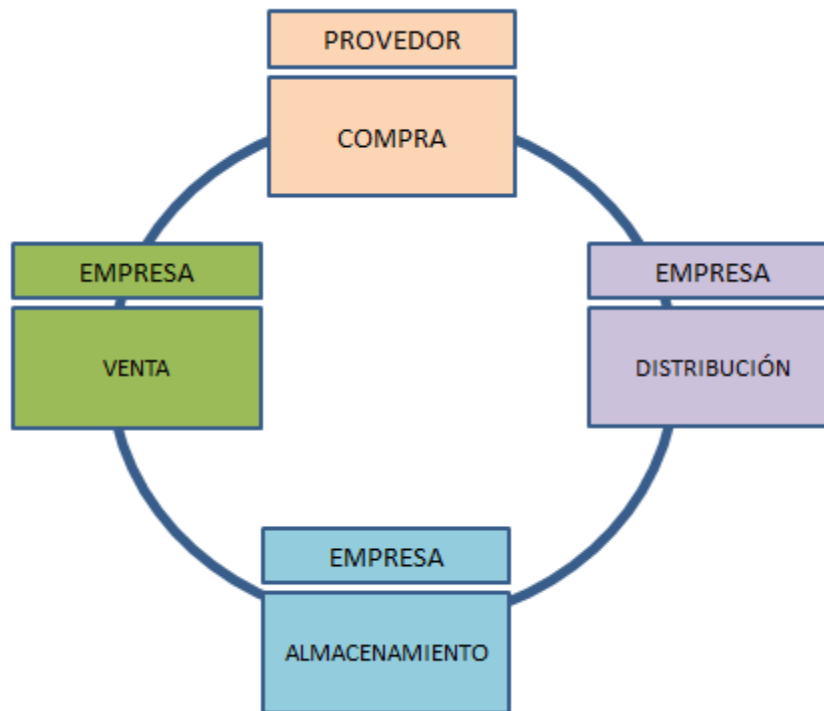 PROVEDOR
COMPRA
EMPRESA
VENTA
EMPRESA
DISTRIBUCIÓN
EMPRESA
ALMACENAMIENTO